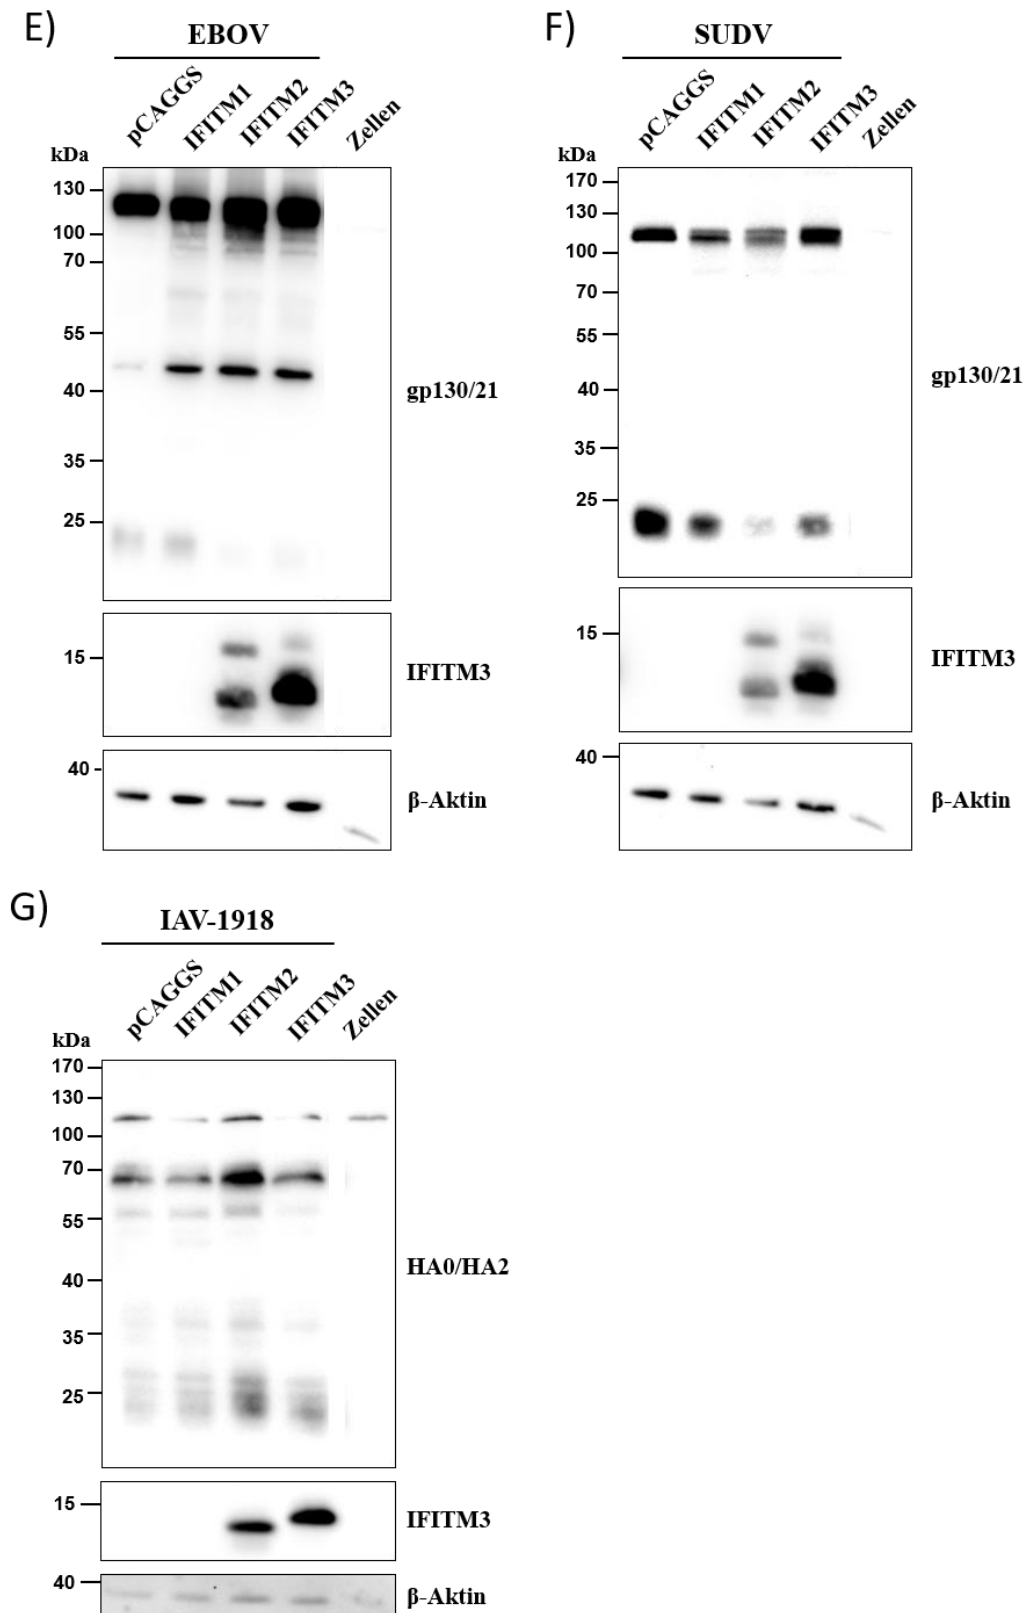 E)
EBOV
pCAGGS
IFITM1
IFITM2
IFITM3
Zellen
kDa
130
100
70
55
40
35
25
gp130/21
15
IFITM3
40
β-Aktin
F)
SUDV
pCAGGS
IFITM1
IFITM2
IFITM3
Zellen
kDa
170
130
100
70
55
40
35
25
gp130/21
15
IFITM3
40
β-Aktin
G)
IAV-1918
pCAGGS
IFITM1
IFITM2
IFITM3
Zellen
kDa
170
130
100
70
55
40
35
25
HA0/HA2
15
IFITM3
40
β-Aktin